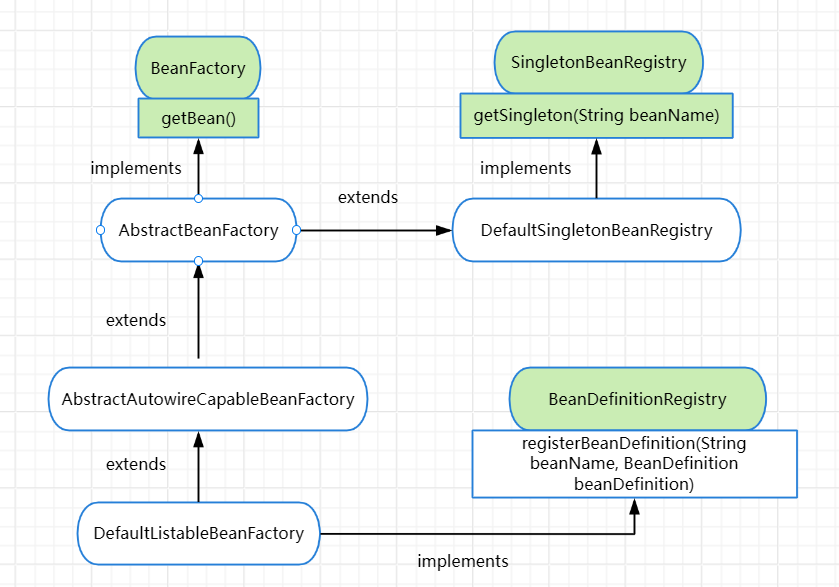 BeanFactory
getBean()
SingletonBeanRegistry
getSingleton(String beanName)
implements
implements
extends
AbstractBeanFactory
DefaultSingletonBeanRegistry
extends
AbstractAutowireCapableBeanFactory
BeanDefinitionRegistry
registerBeanDefinition(String
beanName, BeanDefinition
beanDefinition)
extends
DefaultListableBeanFactory
implements